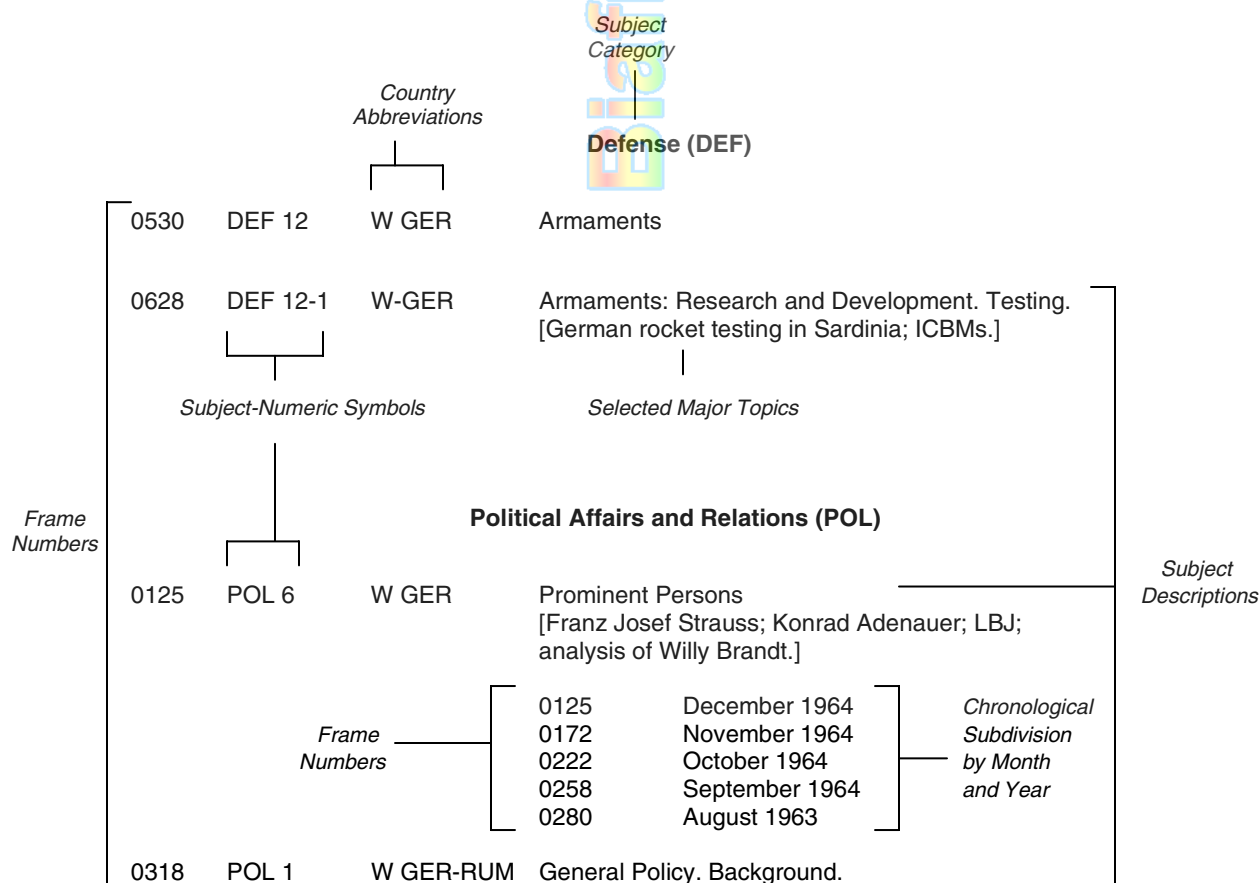 Subject
Category
Country
Abbreviations
Defense (DEF)
0530 DEF 12 W GER Armaments
0628 DEF 12-1 W-GER Armaments: Research and Development. Testing.
[German rocket testing in Sardinia; ICBMs.]
Subject-Numeric Symbols Selected Major Topics
Frame
Numbers
Political Affairs and Relations (POL)
Subject
Descriptions
0125 POL 6 W GER Prominent Persons
[Franz Josef Strauss; Konrad Adenauer; LBJ;
analysis of Willy Brandt.]
Frame
Numbers
0125 December 1964
0172 November 1964
0222 October 1964
0258 September 1964
0280 August 1963
Chronological
Subdivision
by Month
and Year
0318 POL 1 W GER-RUM General Policy. Background.